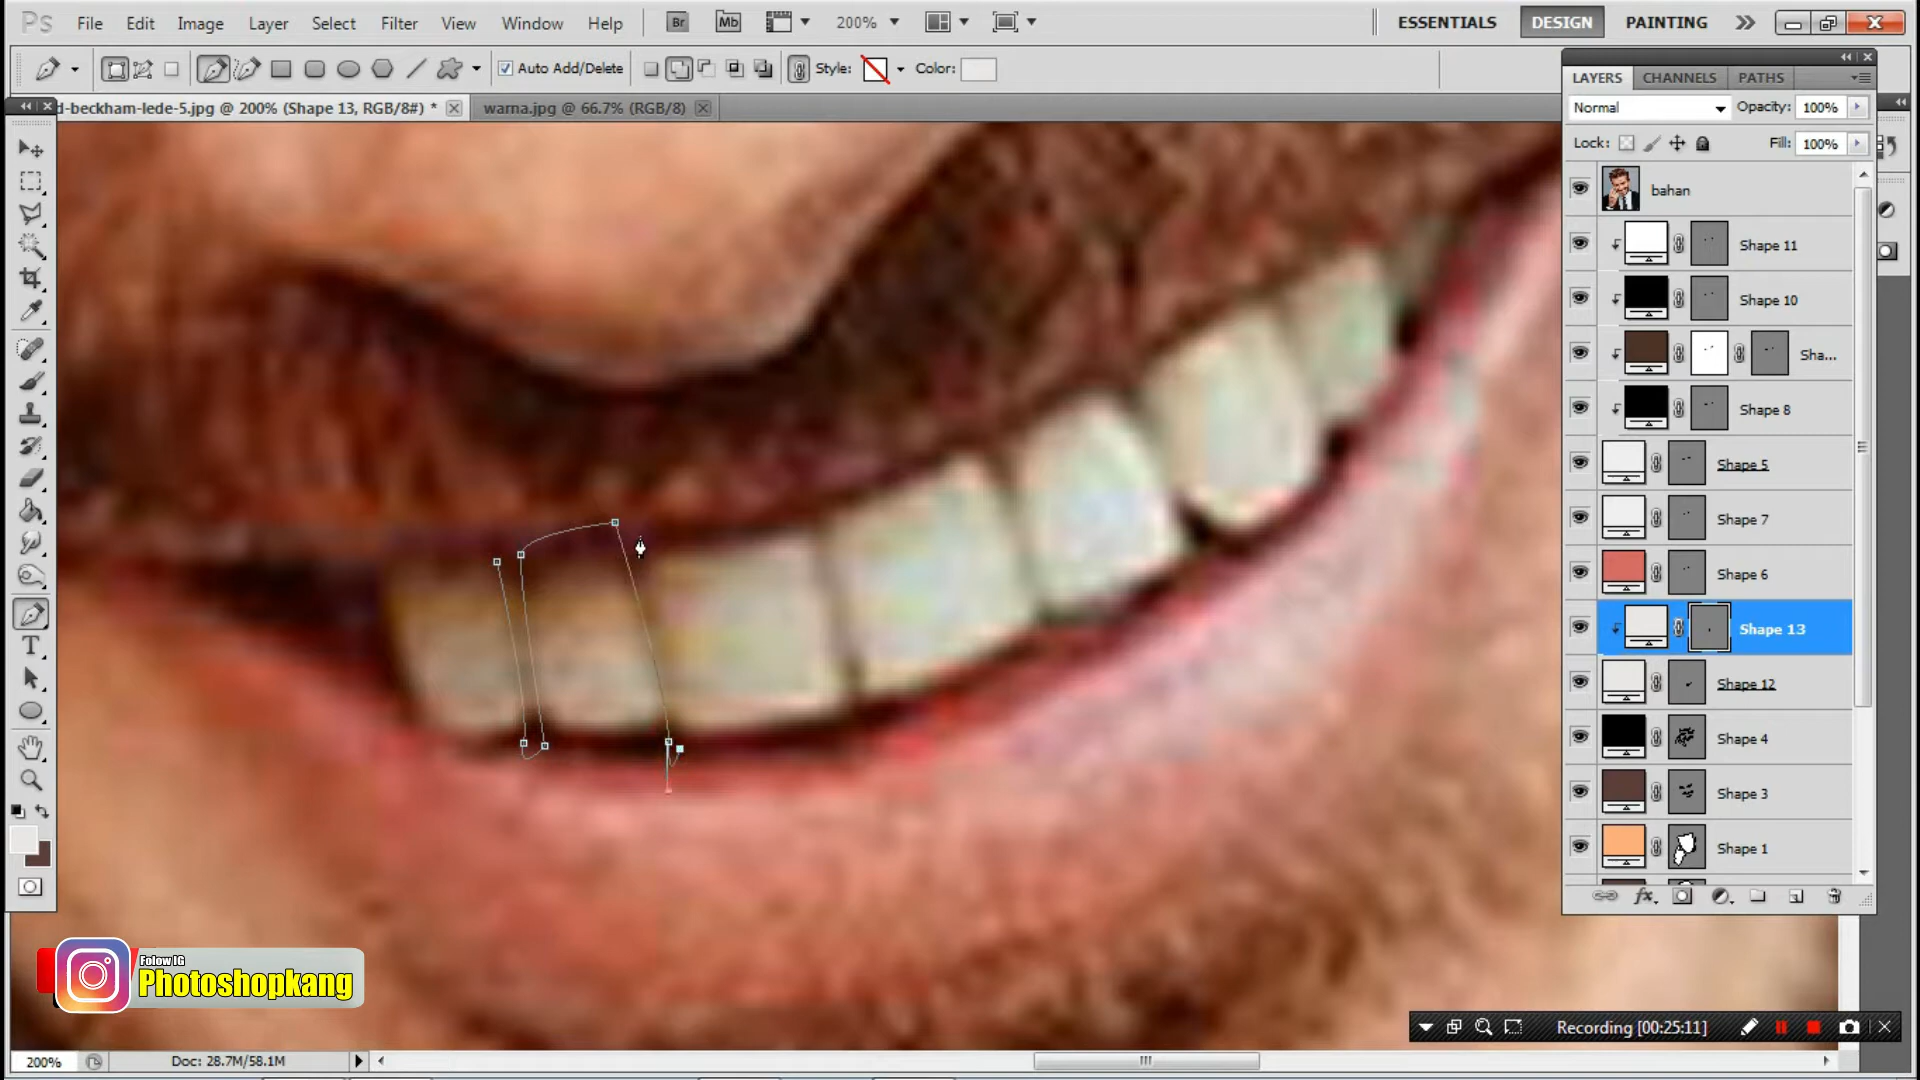 Ps File Edit Image Layer Select Filter View Window Help Br Mb 200% ESSENTIALS DESIGN PAINTING
Auto Add/Delete Style: Color:
d-beckham-lede-5.jpg @ 200% (Shape 13, RGB/8#) * warna.jpg @ 66.7% (RGB/8)
LAYERS CHANNELS PATHS
Normal Opacity: 100%
Lock: Fill: 100%
bahan
Shape 11
Shape 10
Sha...
Shape 8
Shape 5
Shape 7
Shape 6
Shape 13
Shape 12
Shape 4
Shape 3
Shape 1
T
fx
Folow IG
Photoshopkang
Recording [00:25:11]
200% Doc: 28.7M/58.1M